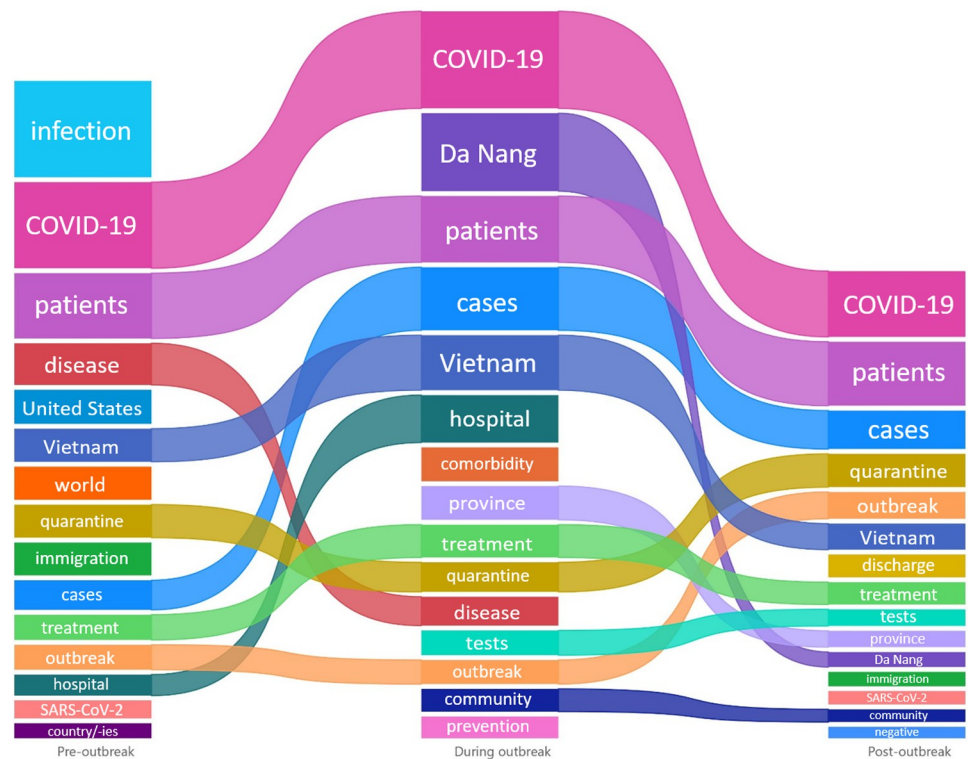 infection
COVID-19
patients
disease
United States
Vietnam
world
quarantine
immigration
cases
treatment
outbreak
hospital
SARS-CoV-2
country/-ies
Pre-outbreak
COVID-19
Da Nang
patients
cases
Vietnam
hospital
comorbidity
province
treatment
quarantine
disease
tests
outbreak
community
prevention
During outbreak
COVID-19
patients
cases
quarantine
outbreak
Vietnam
discharge
treatment
tests
province
Da Nang
immigration
SARS-CoV-2
community
negative
Post-outbreak